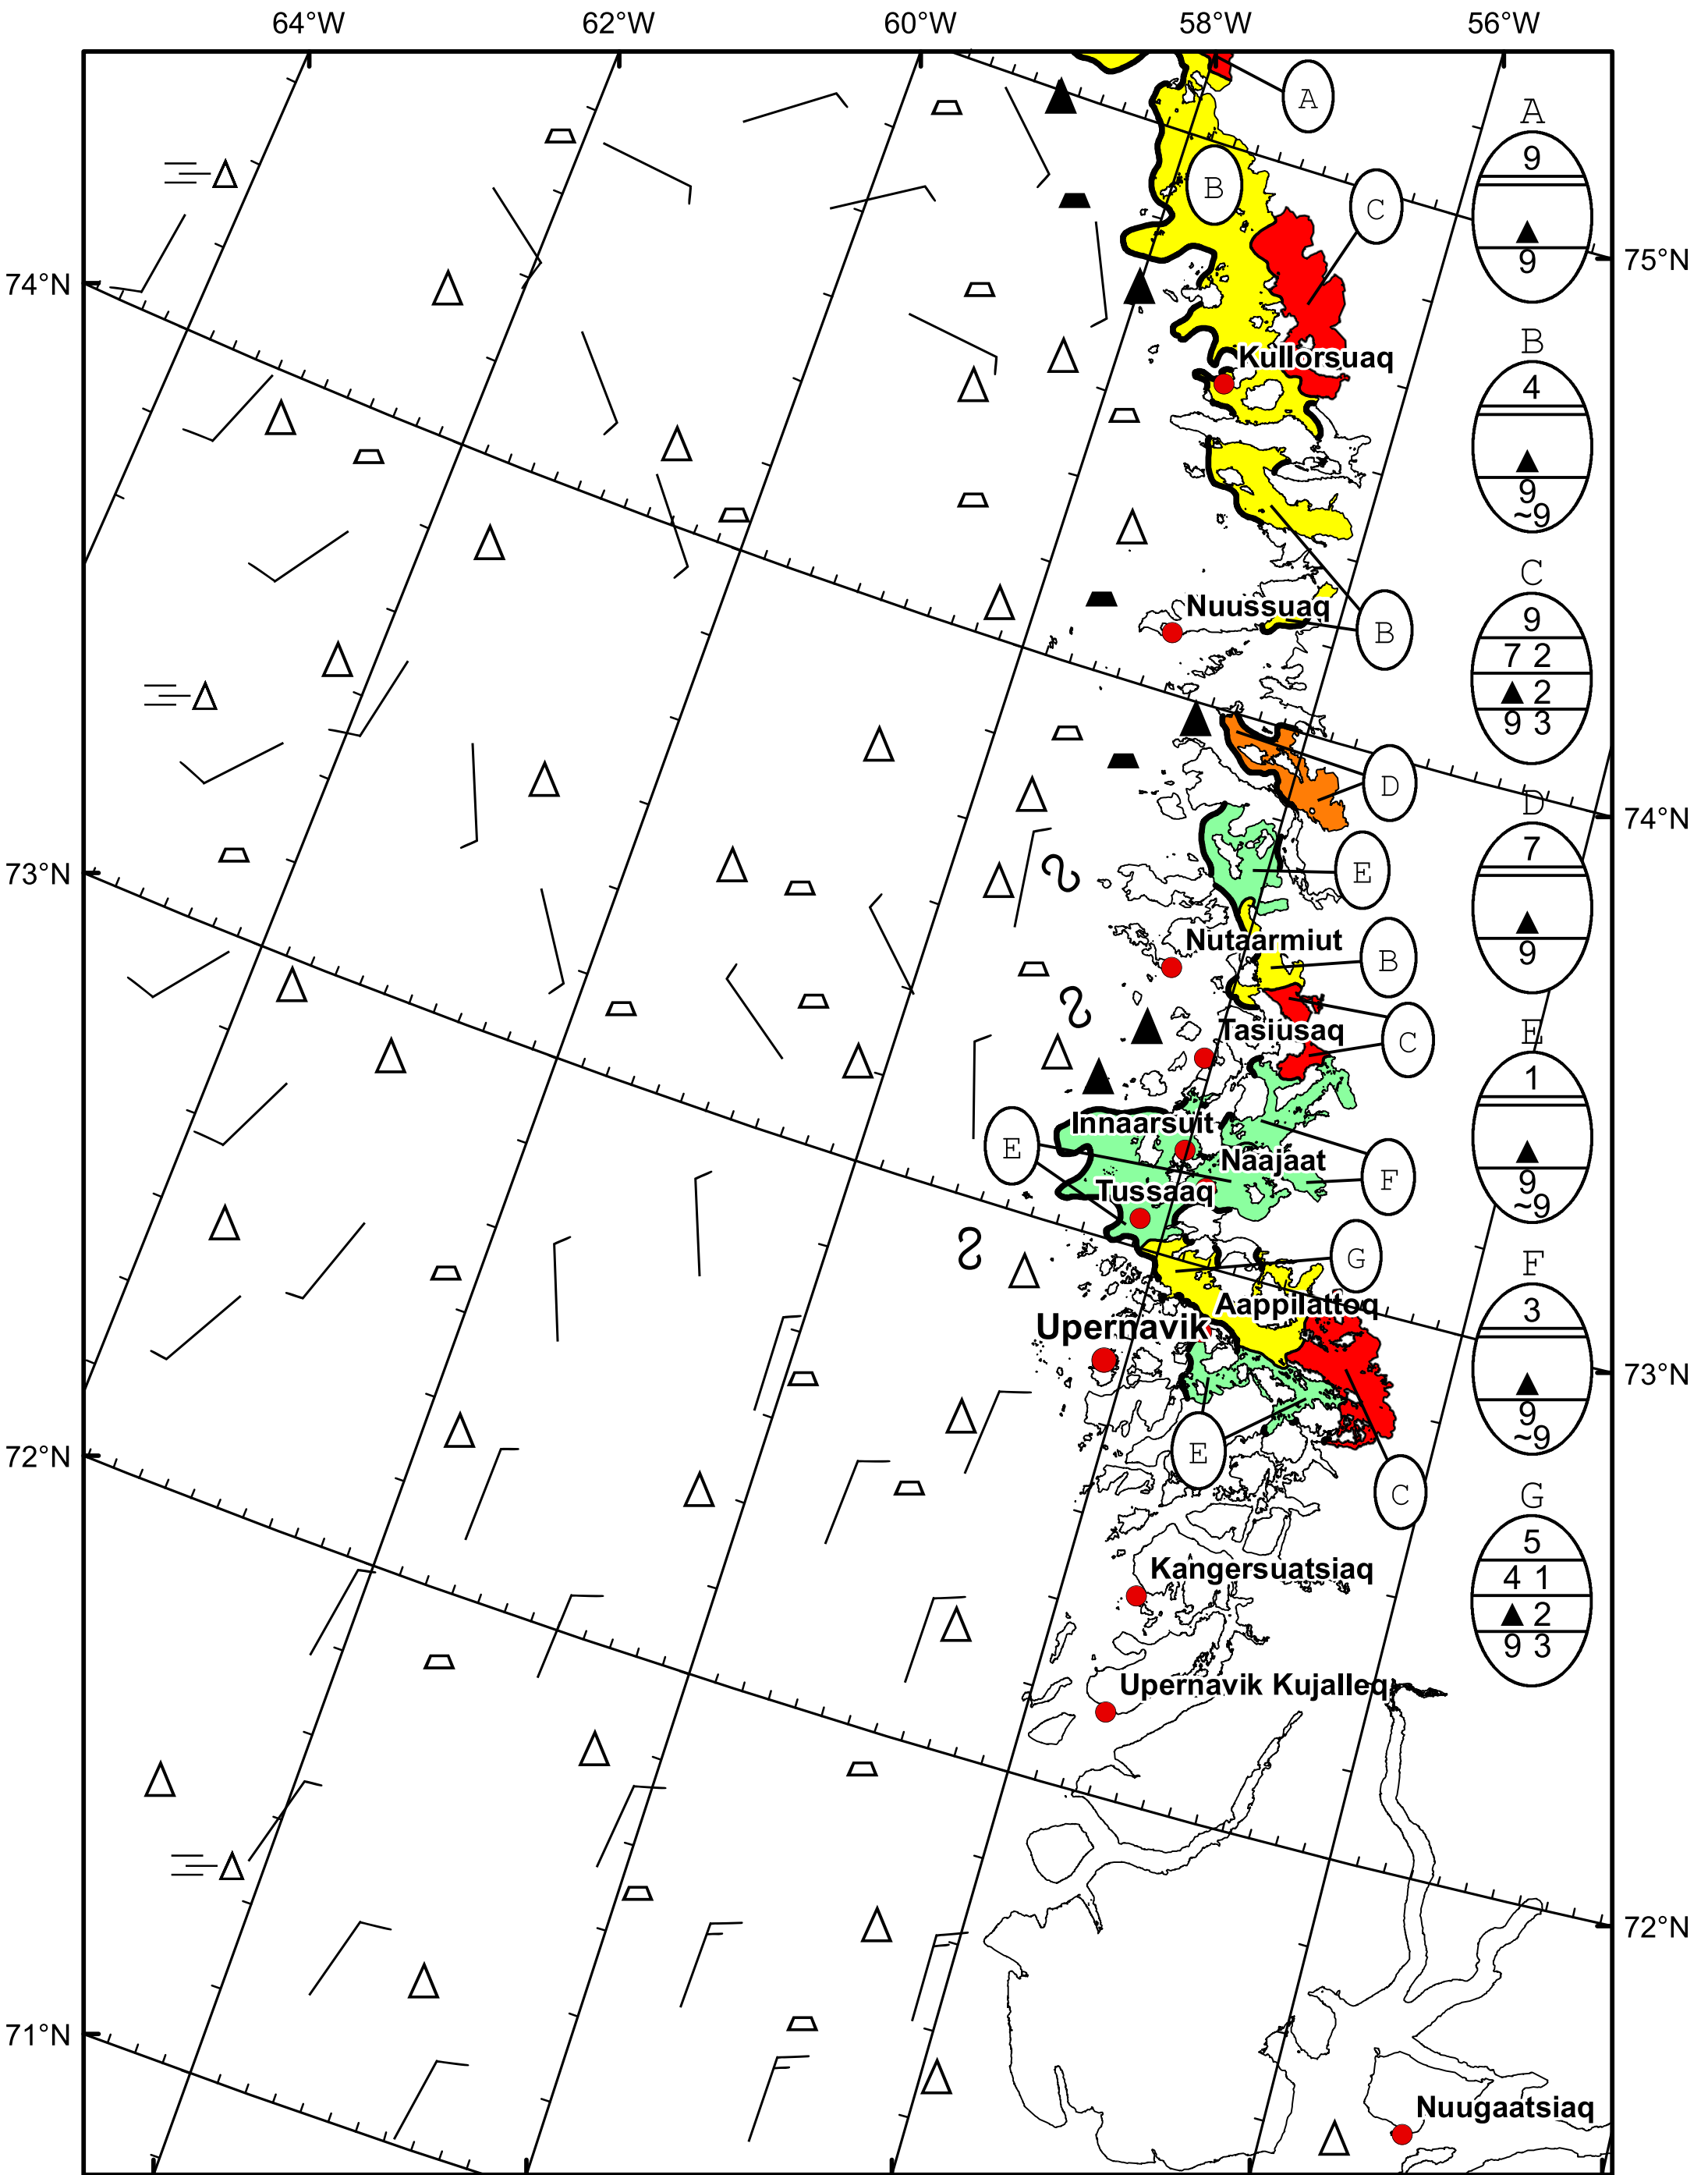 64°W 62°W 60°W 58°W 56°W
A
A
9
9
74°N
75°N
B
C
B
4
9
~9
Kullorsuaq
C
9
7 2
2
9 3
Nuussuaq
B
D
D
7
9
74°N
73°N
E
Nutaarmiut
B
E
1
9
~9
Tasiusaq
C
Innaarsuit
E
Naajaat
F
Tussaaq
G
F
3
9
~9
Aappilattoq
Upernavik
73°N
72°N
E
C
G
5
4 1
2
9 3
Kangersuatsiaq
Upernavik Kujalleq
72°N
71°N
Nuugaatsiaq